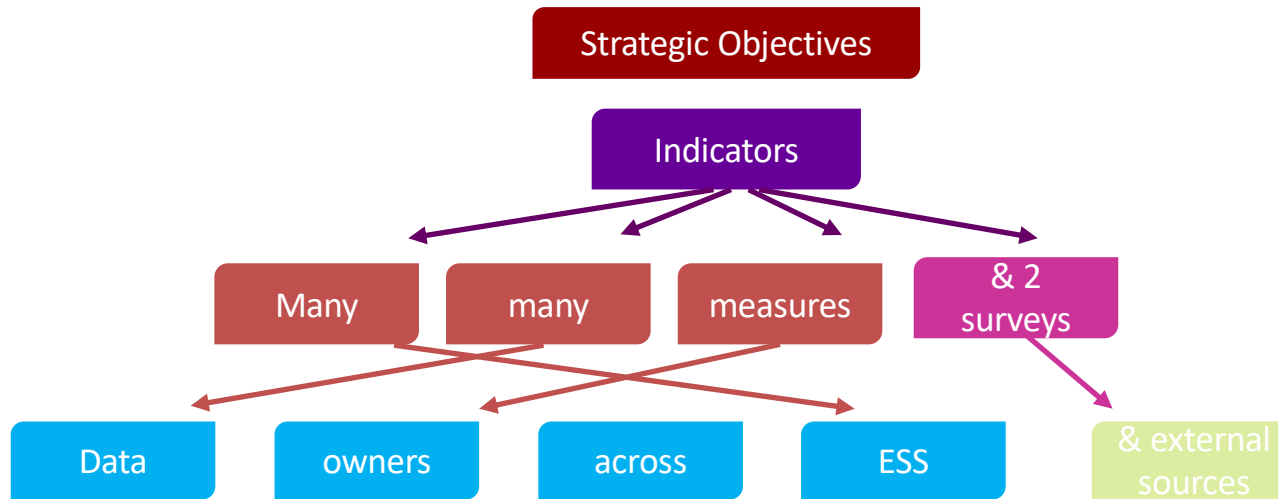 Strategic Objectives
Indicators
Many
many
measures
& 2
surveys
Data
owners
across
ESS
& external
sources